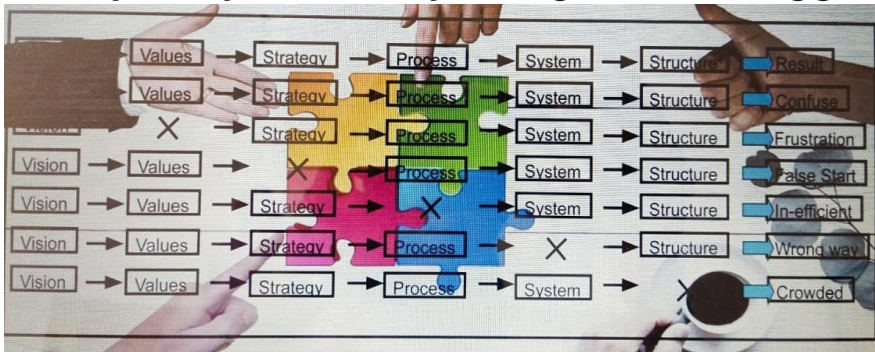 Values Strategy Process System Structure Result
Values Strategy Process System Structure Confuse
Vision X Strategy Process System Structure Frustration
Vision Values X Process System Structure False Start
Vision Values Strategy X System Structure In-efficient
Vision Values Strategy Process X Structure Wrong way
Vision Values Strategy Process System X Crowded